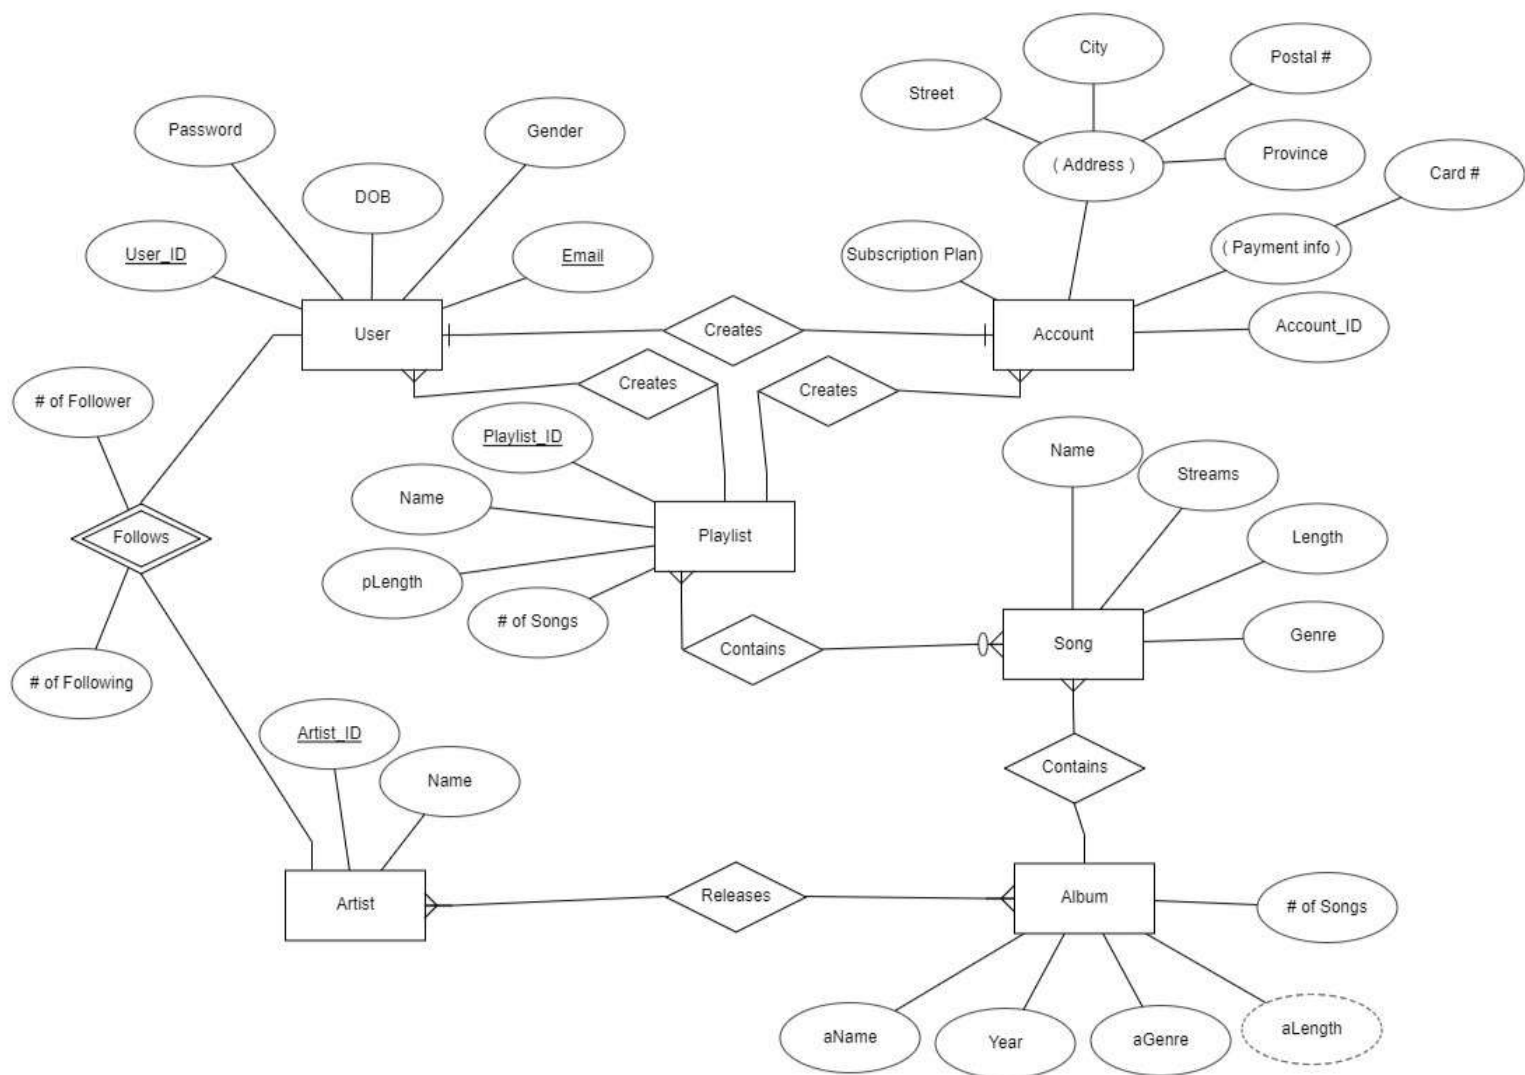 City
Postal #
Street
Password
Gender
( Address )
Province
Card #
DOB
User_ID
Email
Subscription Plan
( Payment info )
User
Creates
Account
Account_ID
Creates
Creates
# of Follower
Playlist_ID
Name
Streams
Name
Follows
Playlist
Length
pLength
# of Songs
Contains
Song
Genre
# of Following
Artist_ID
Name
Contains
Artist
Releases
Album
# of Songs
aName
Year
aGenre
aLength